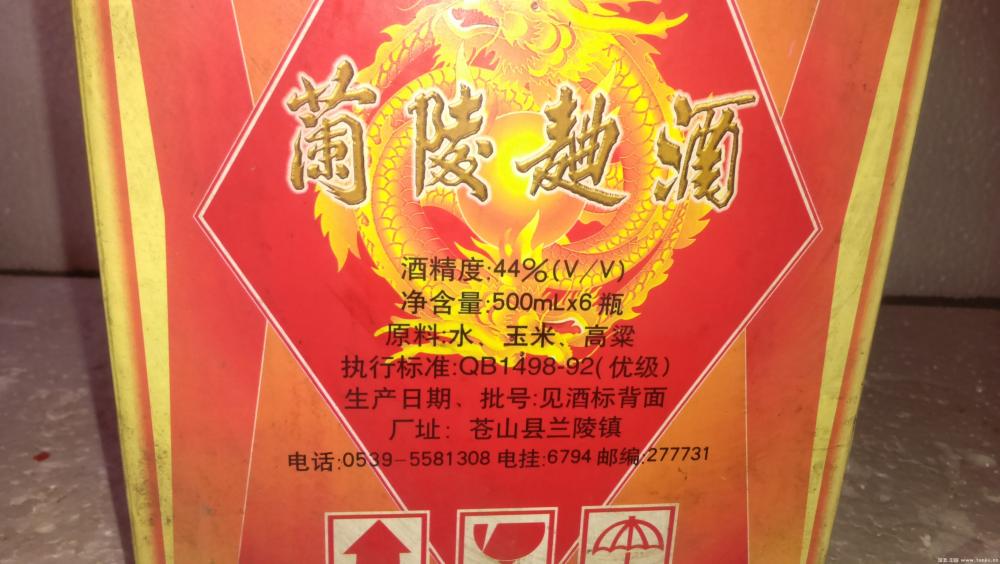 蘭陵麯酒
酒精度:44%(V/V)
净含量:500mLx6瓶
原料:水、玉米、高粱
执行标准:QB1498-92(优级)
生产日期、批号:见酒标背面
厂址：苍山县兰陵镇
电话:0539-5581308 电挂:6794 邮编:277731